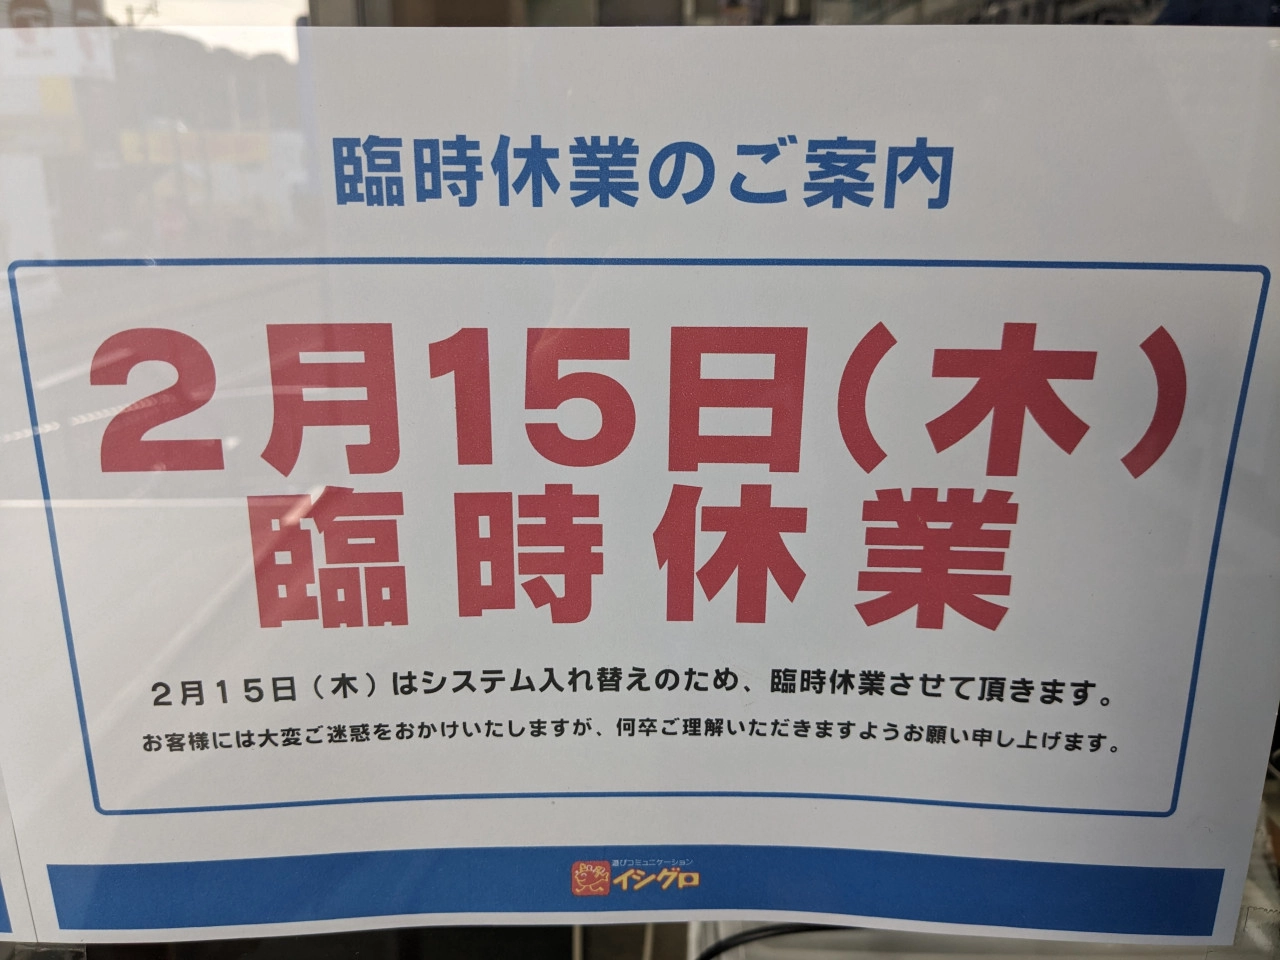 臨時休業のご案内
２月15日(木)
臨時休業
２月１５日（木）はシステム入れ替えのため、臨時休業させて頂きます。
お客様には大変ご迷惑をおかけいたしますが、何卒ご理解いただきますようお願い申し上げます。
遊びコミュニケーション
イシグロ